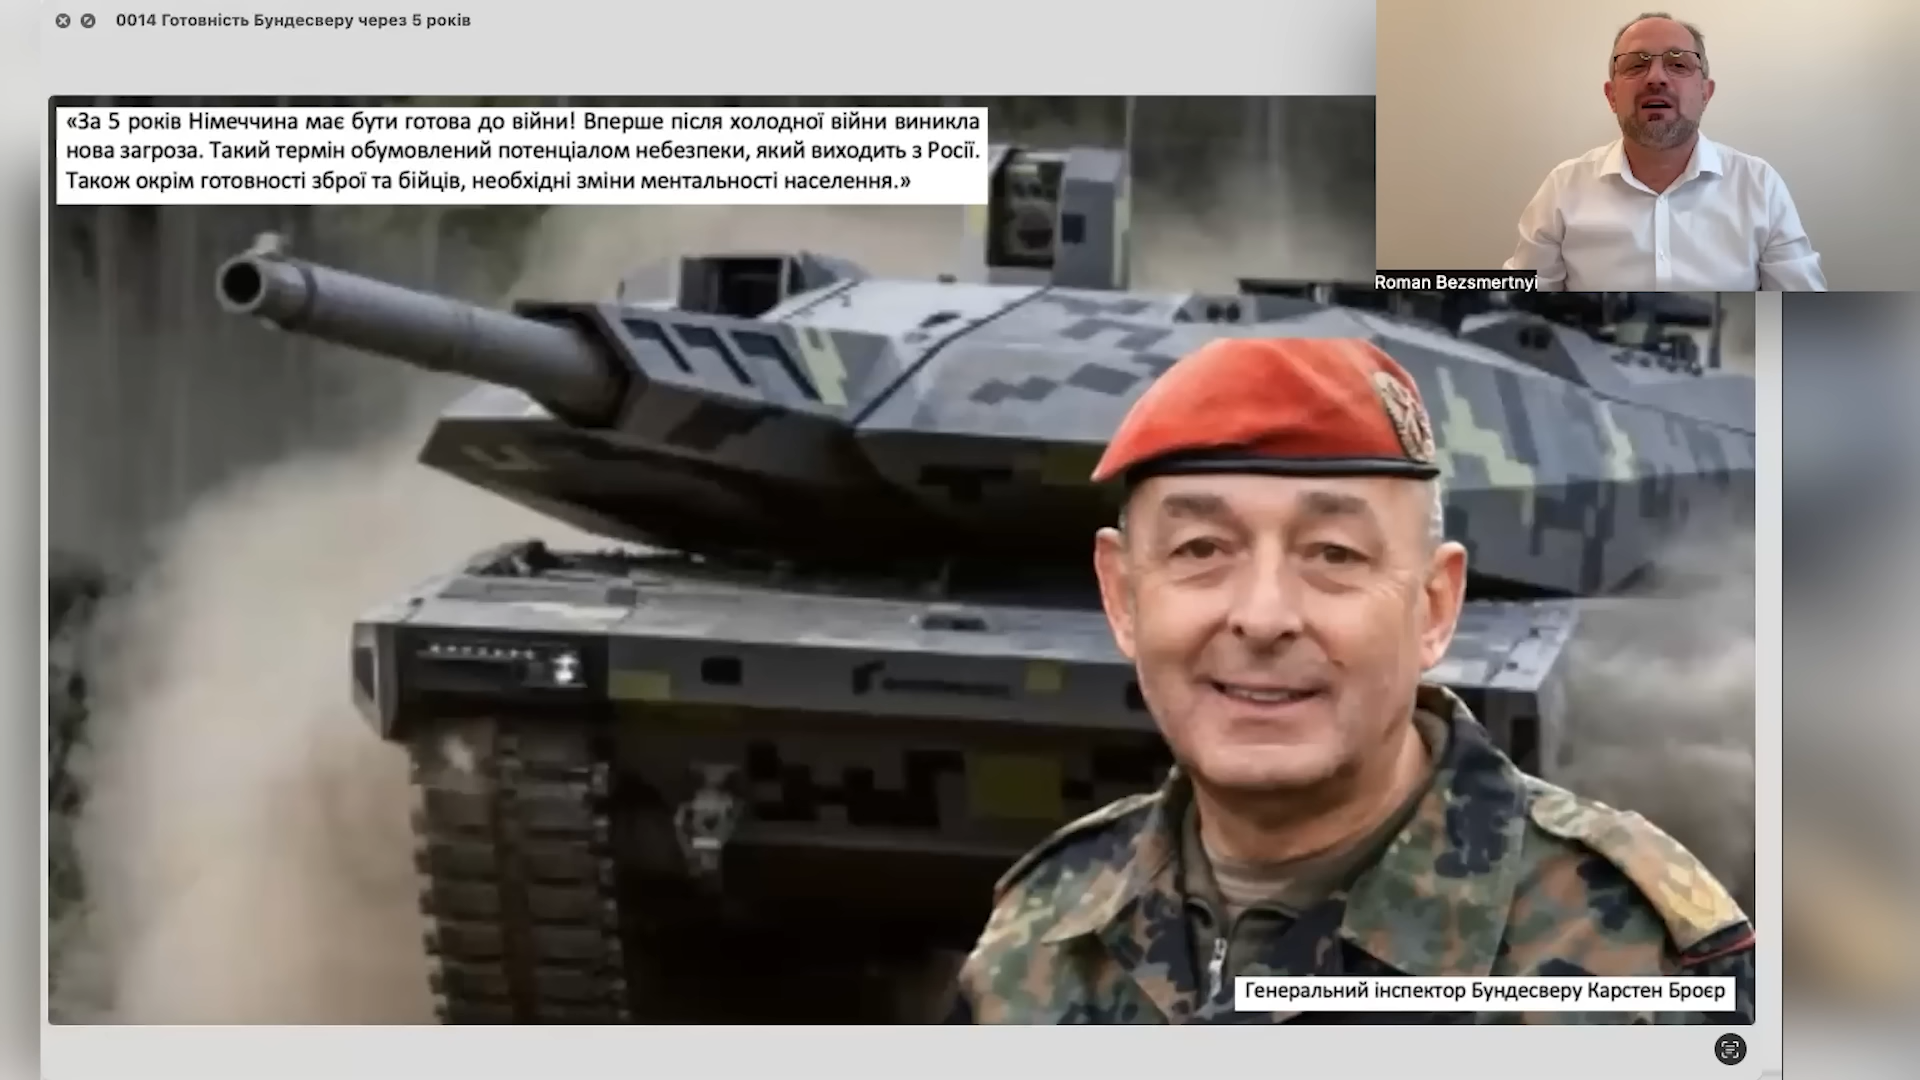 0014 Готовність Бундесверу через 5 років
«За 5 років Німеччина має бути готова до війни! Вперше після холодної війни виникла
нова загроза. Такий термін обумовлений потенціалом небезпеки, який виходить з Росії.
Також окрім готовності зброї та бійців, необхідні зміни ментальності населення.»
Roman Bezsmertnyi
Генеральний інспектор Бундесверу Карстен Броєр